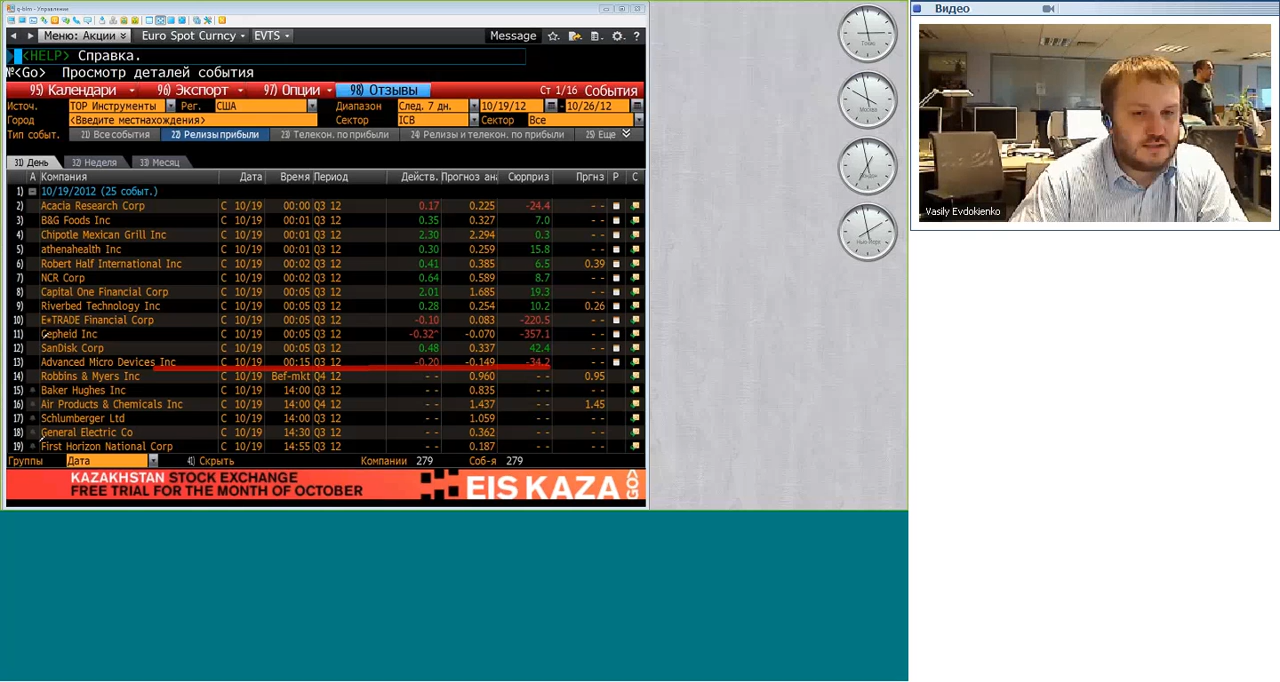 q-blm - Управление
Меню: Акции Euro Spot Curncy EVTS Message ?
<HELP> Справка.
№<Go> Просмотр деталей события
95) Календари 96) Экспорт 97) Опции 98) Отзывы Ст 1/16 События
Источ. TOP Инструменты Рег. США Диапазон След. 7 дн. 10/19/12 - 10/26/12
Город <Введите местнахождения> Сектор ICB Сектор Все
Тип событ. 21) Все события 22) Релизы прибыли 23) Телекон. по прибыли 24) Релизы и телекон. по прибыли 25) Еще
31) День 32) Неделя 33) Месяц
А Компания Дата Время Период Действ. Прогноз ан Сюрприз Пргнз Р С
1) 10/19/2012 (25 событ.)
2) Acacia Research Corp C 10/19 00:00 Q3 12 0.17 0.225 -24.4 - -
3) B&G Foods Inc C 10/19 00:01 Q3 12 0.35 0.327 7.0 - -
4) Chipotle Mexican Grill Inc C 10/19 00:01 Q3 12 2.30 2.294 0.3 - -
5) athenahealth Inc C 10/19 00:01 Q3 12 0.30 0.259 15.8 - -
6) Robert Half International Inc C 10/19 00:02 Q3 12 0.41 0.385 6.5 0.39
7) NCR Corp C 10/19 00:02 Q3 12 0.64 0.589 8.7 - -
8) Capital One Financial Corp C 10/19 00:05 Q3 12 2.01 1.685 19.3 - -
9) Riverbed Technology Inc C 10/19 00:05 Q3 12 0.28 0.254 10.2 0.26
10) E*TRADE Financial Corp C 10/19 00:05 Q3 12 -0.10 0.083 -220.5 - -
11) Cepheid Inc C 10/19 00:05 Q3 12 -0.32^ -0.070 -357.1 - -
12) SanDisk Corp C 10/19 00:05 Q3 12 0.48 0.337 42.4 - -
13) Advanced Micro Devices Inc C 10/19 00:15 Q3 12 -0.20 -0.149 -34.2 - -
14) Robbins & Myers Inc C 10/19 Bef-mkt Q4 12 - - 0.960 - - 0.95
15) Baker Hughes Inc C 10/19 14:00 Q3 12 - - 0.835 - - - -
16) Air Products & Chemicals Inc C 10/19 14:00 Q4 12 - - 1.437 - - 1.45
17) Schlumberger Ltd C 10/19 14:00 Q3 12 - - 1.059 - - - -
18) General Electric Co C 10/19 14:30 Q3 12 - - 0.362 - - - -
19) First Horizon National Corp C 10/19 14:55 Q3 12 - - 0.187 - - - -
Группы Дата 4) Скрыть Компании 279 Соб-я 279
KAZAKHSTAN STOCK EXCHANGE
FREE TRIAL FOR THE MONTH OF OCTOBER
EIS KAZA
GO>
Томск
Москва
Лондон
Нью-Йорк
Видео
Vasily Evdokienko